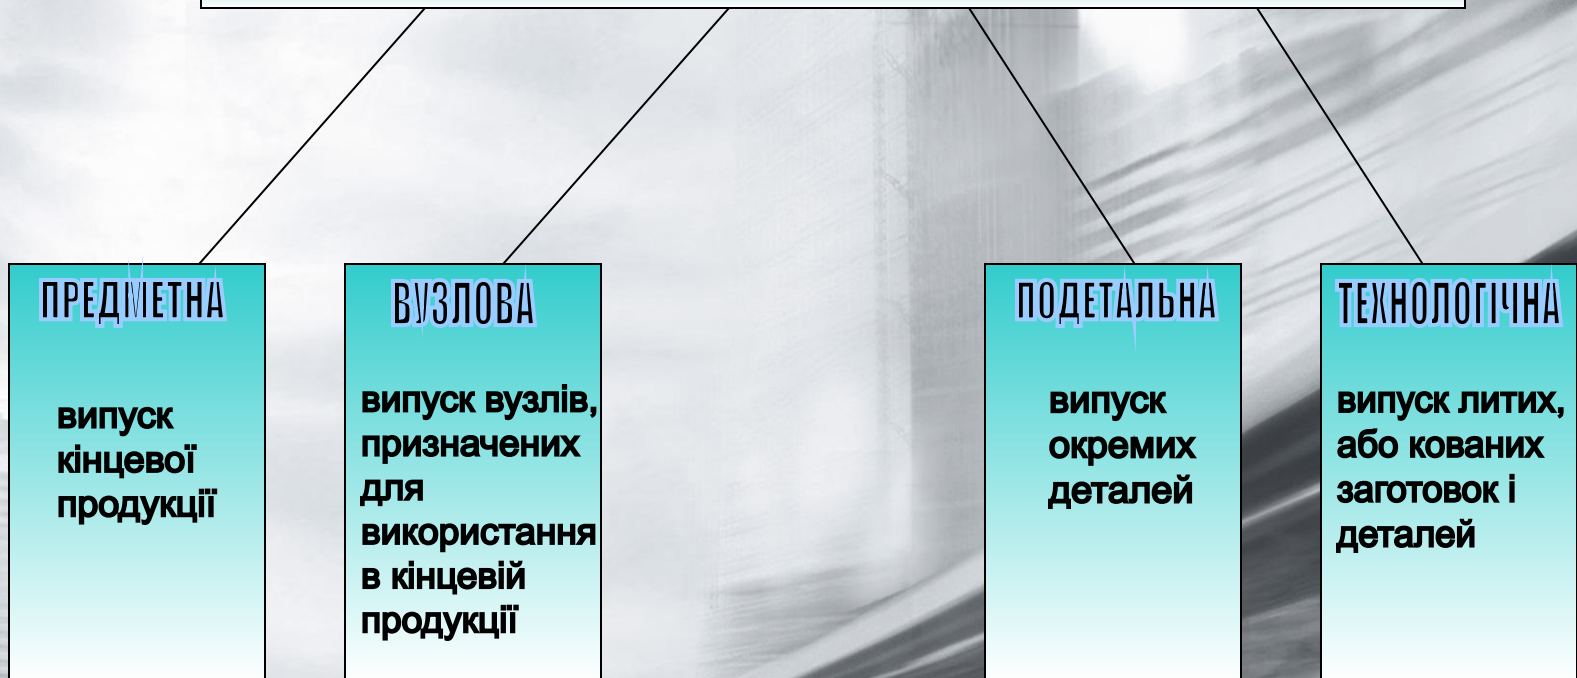 ПРЕДМЕТНА
випуск
кінцевої
продукції
ВУЗЛОВА
випуск вузлів,
призначених
для
використання
в кінцевій
продукції
ПОДЕТАЛЬНА
випуск
окремих
деталей
ТЕХНОЛОГІЧНА
випуск литих,
або кованих
заготовок і
деталей